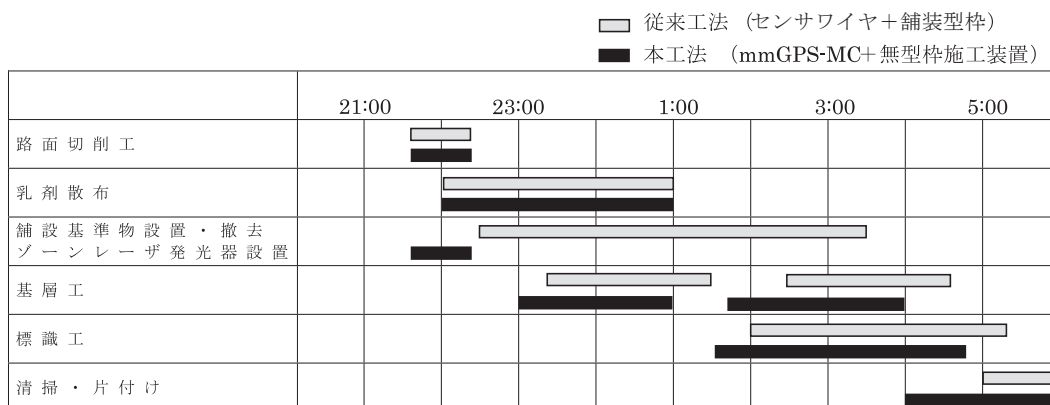 従来工法 （センサワイヤ＋舗装型枠）
本工法 （mmGPS-MC＋無型枠施工装置）
21:00 23:00 1:00 3:00 5:00
路面切削工
乳剤散布
舗設基準物設置・撤去
ゾーンレーザ発光器設置
基層工
標識工
清掃・片付け